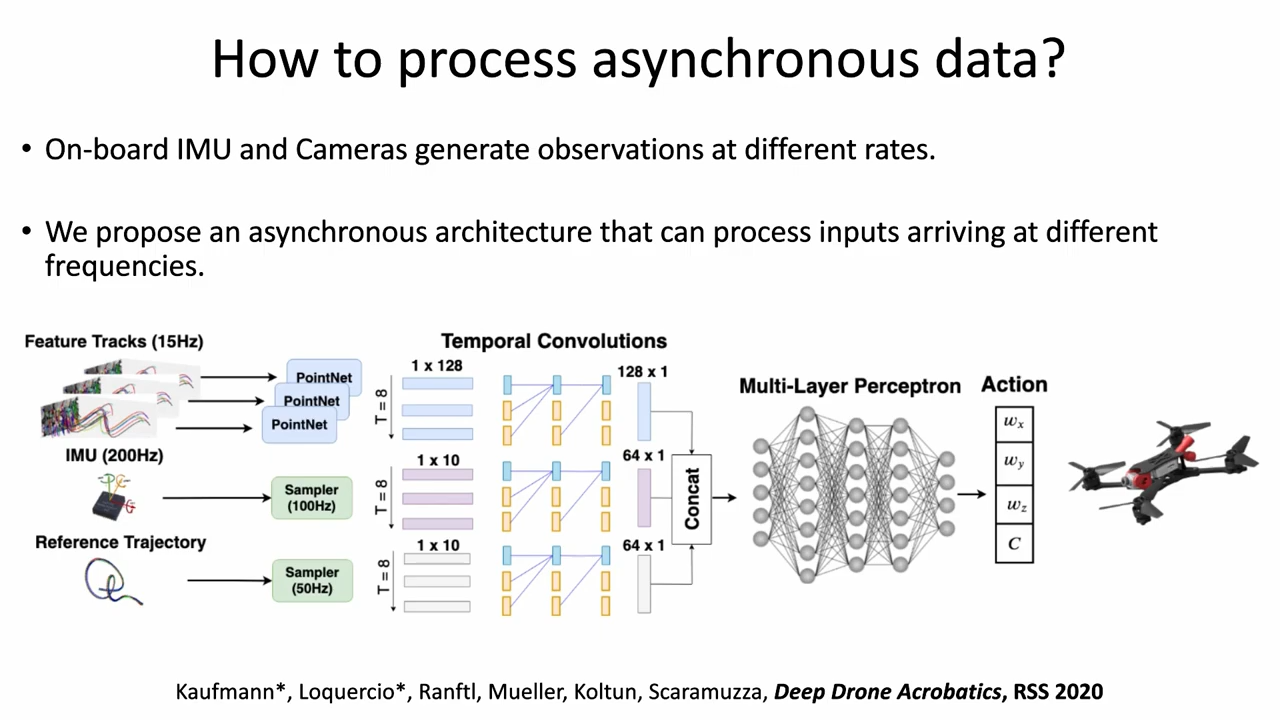 How to process asynchronous data?
• On-board IMU and Cameras generate observations at different rates.
• We propose an asynchronous architecture that can process inputs arriving at different
frequencies.
Feature Tracks (15Hz)
PointNet
PointNet
PointNet
IMU (200Hz)
Sampler
(100Hz)
Reference Trajectory
Sampler
(50Hz)
Temporal Convolutions
1 x 128
T = 8
128 x 1
1 x 10
T = 8
64 x 1
1 x 10
T = 8
64 x 1
Concat
Multi-Layer Perceptron
Action
wx
wy
wz
C
Kaufmann*, Loquercio*, Ranftl, Mueller, Koltun, Scaramuzza, Deep Drone Acrobatics, RSS 2020